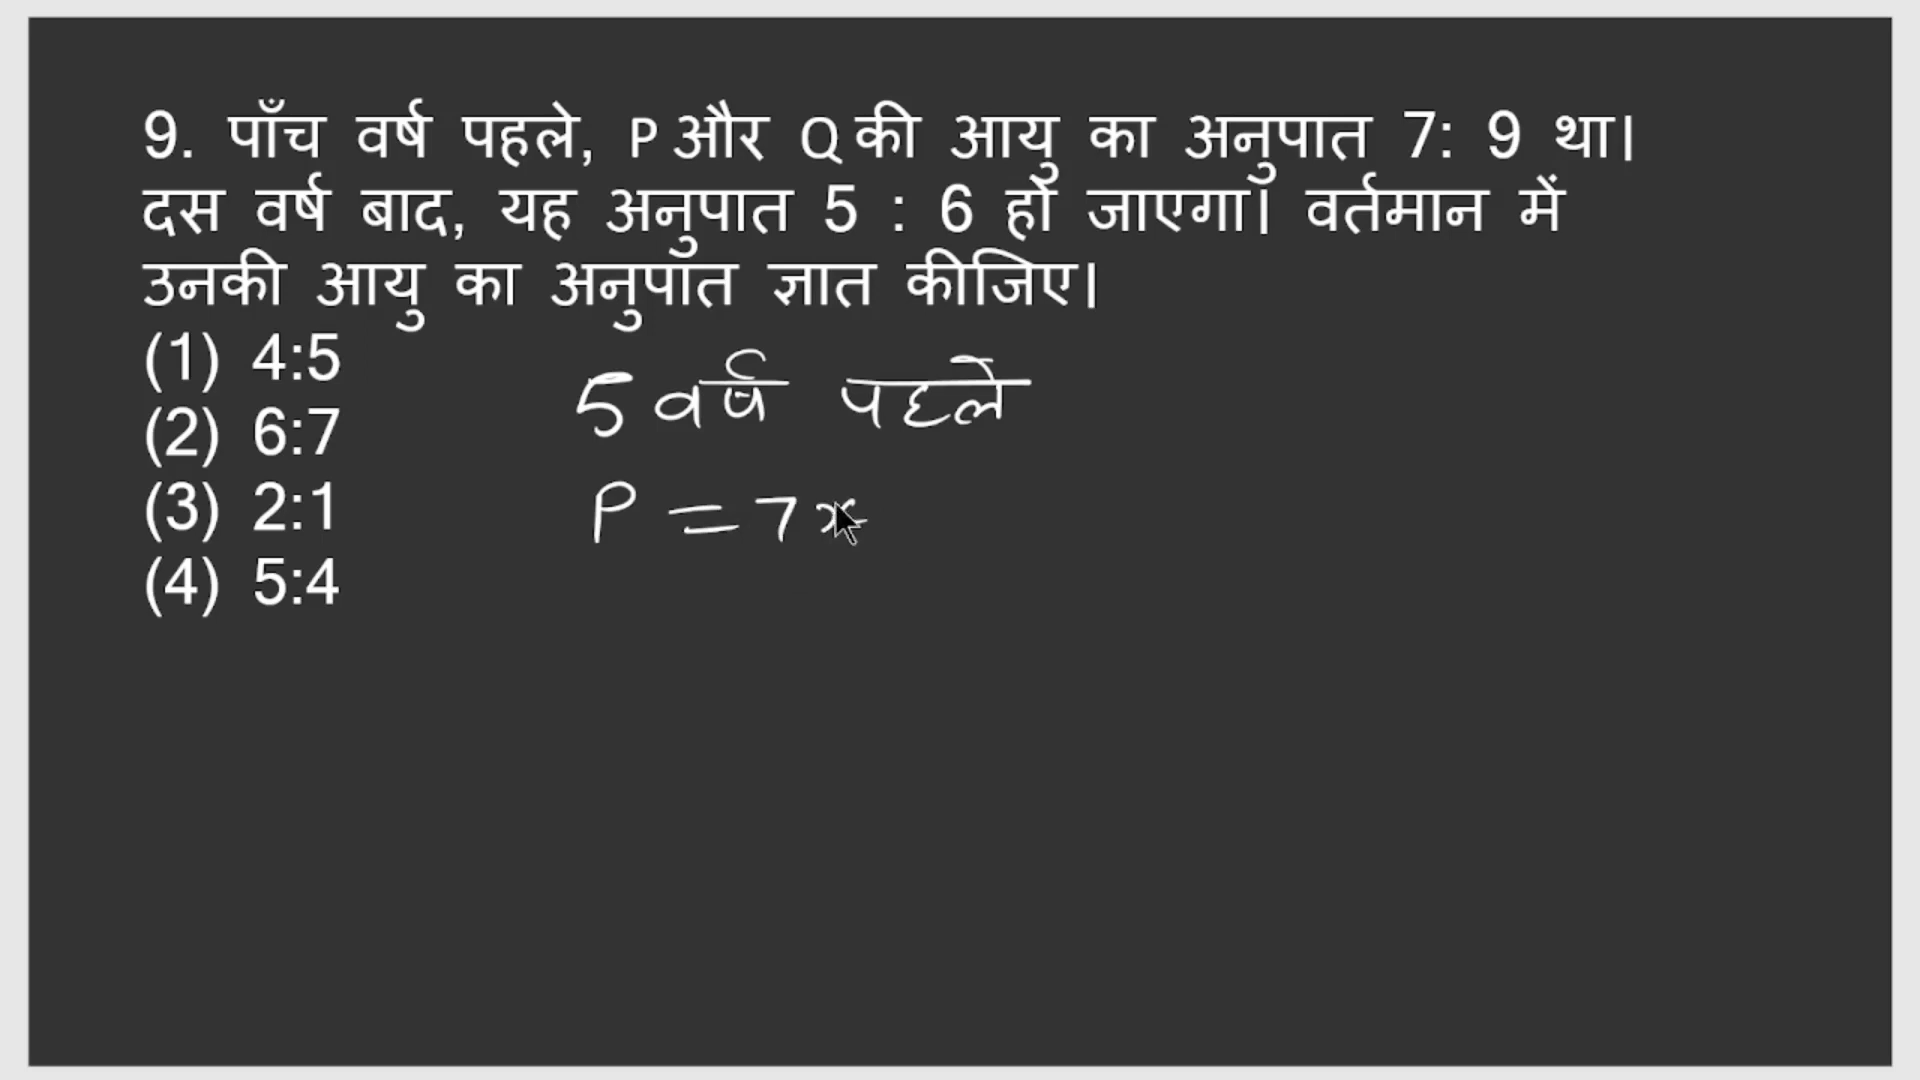 9. पाँच वर्ष पहले, P और Q की आयु का अनुपात 7: 9 था।
दस वर्ष बाद, यह अनुपात 5 : 6 हो जाएगा। वर्तमान में
उनकी आयु का अनुपात ज्ञात कीजिए।
(1) 4:5
(2) 6:7
(3) 2:1
(4) 5:4
5 वर्ष पहले
P = 7x